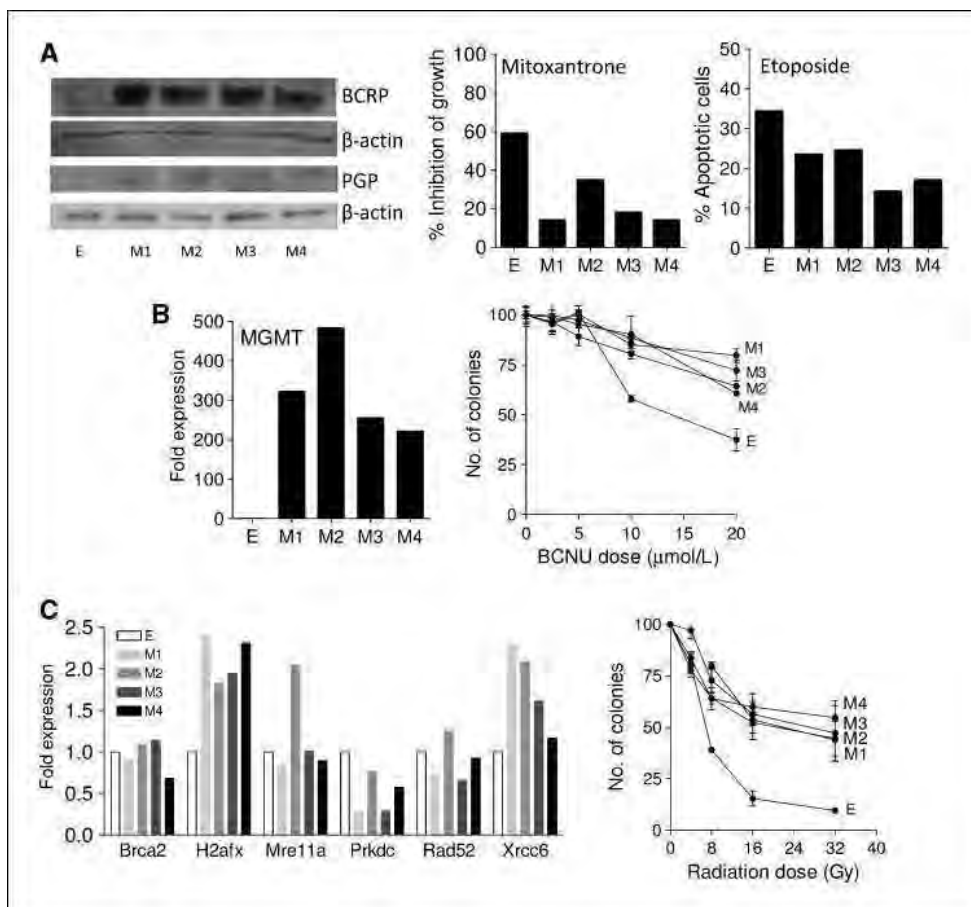 A
BCRP
β-actin
PGP
β-actin
E M1 M2 M3 M4
% Inhibition of growth
100
80
60
40
20
0
Mitoxantrone
E M1 M2 M3 M4
% Apoptotic cells
50
40
30
20
10
0
Etoposide
E M1 M2 M3 M4
B
Fold expression
500
400
300
200
100
0
MGMT
E M1 M2 M3 M4
No. of colonies
100
75
50
25
0
M1
M3
M2
M4
E
0 5 10 15 20
BCNU dose (μmol/L)
C
Fold expression
2.5
2.0
1.5
1.0
0.5
0.0
E
M1
M2
M3
M4
Brca2 H2afx Mre11a Prkdc Rad52 Xrcc6
No. of colonies
100
75
50
25
0
M4
M3
M2
M1
E
0 8 16 24 32 40
Radiation dose (Gy)